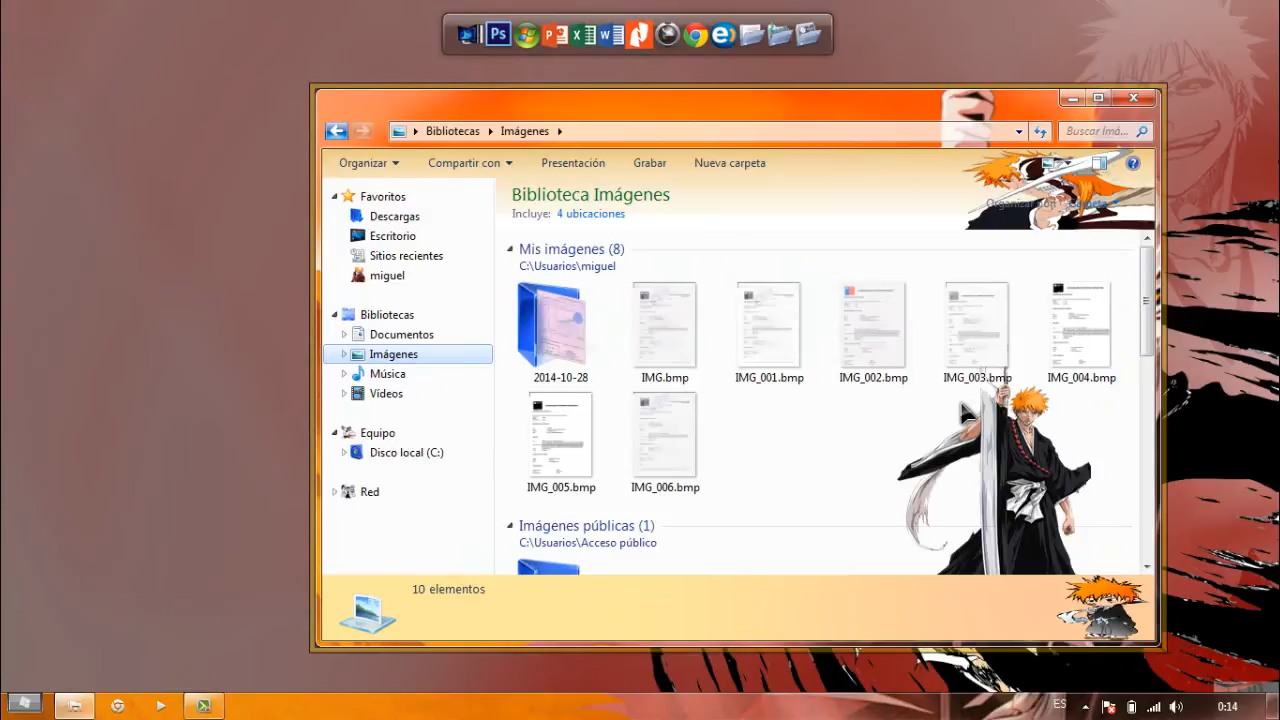 Ps
Bibliotecas
Imágenes
Buscar Imá...
Organizar
Compartir con
Presentación
Grabar
Nueva carpeta
Favoritos
Descargas
Escritorio
Sitios recientes
miguel
Bibliotecas
Documentos
Imágenes
Música
Vídeos
Equipo
Disco local (C:)
Red
Biblioteca Imágenes
Incluye: 4 ubicaciones
Organizar por:
Mis imágenes (8)
C:\Usuarios\miguel
2014-10-28
IMG.bmp
IMG_001.bmp
IMG_002.bmp
IMG_003.bmp
IMG_004.bmp
IMG_005.bmp
IMG_006.bmp
Imágenes públicas (1)
C:\Usuarios\Acceso público
10 elementos
ES
0:14